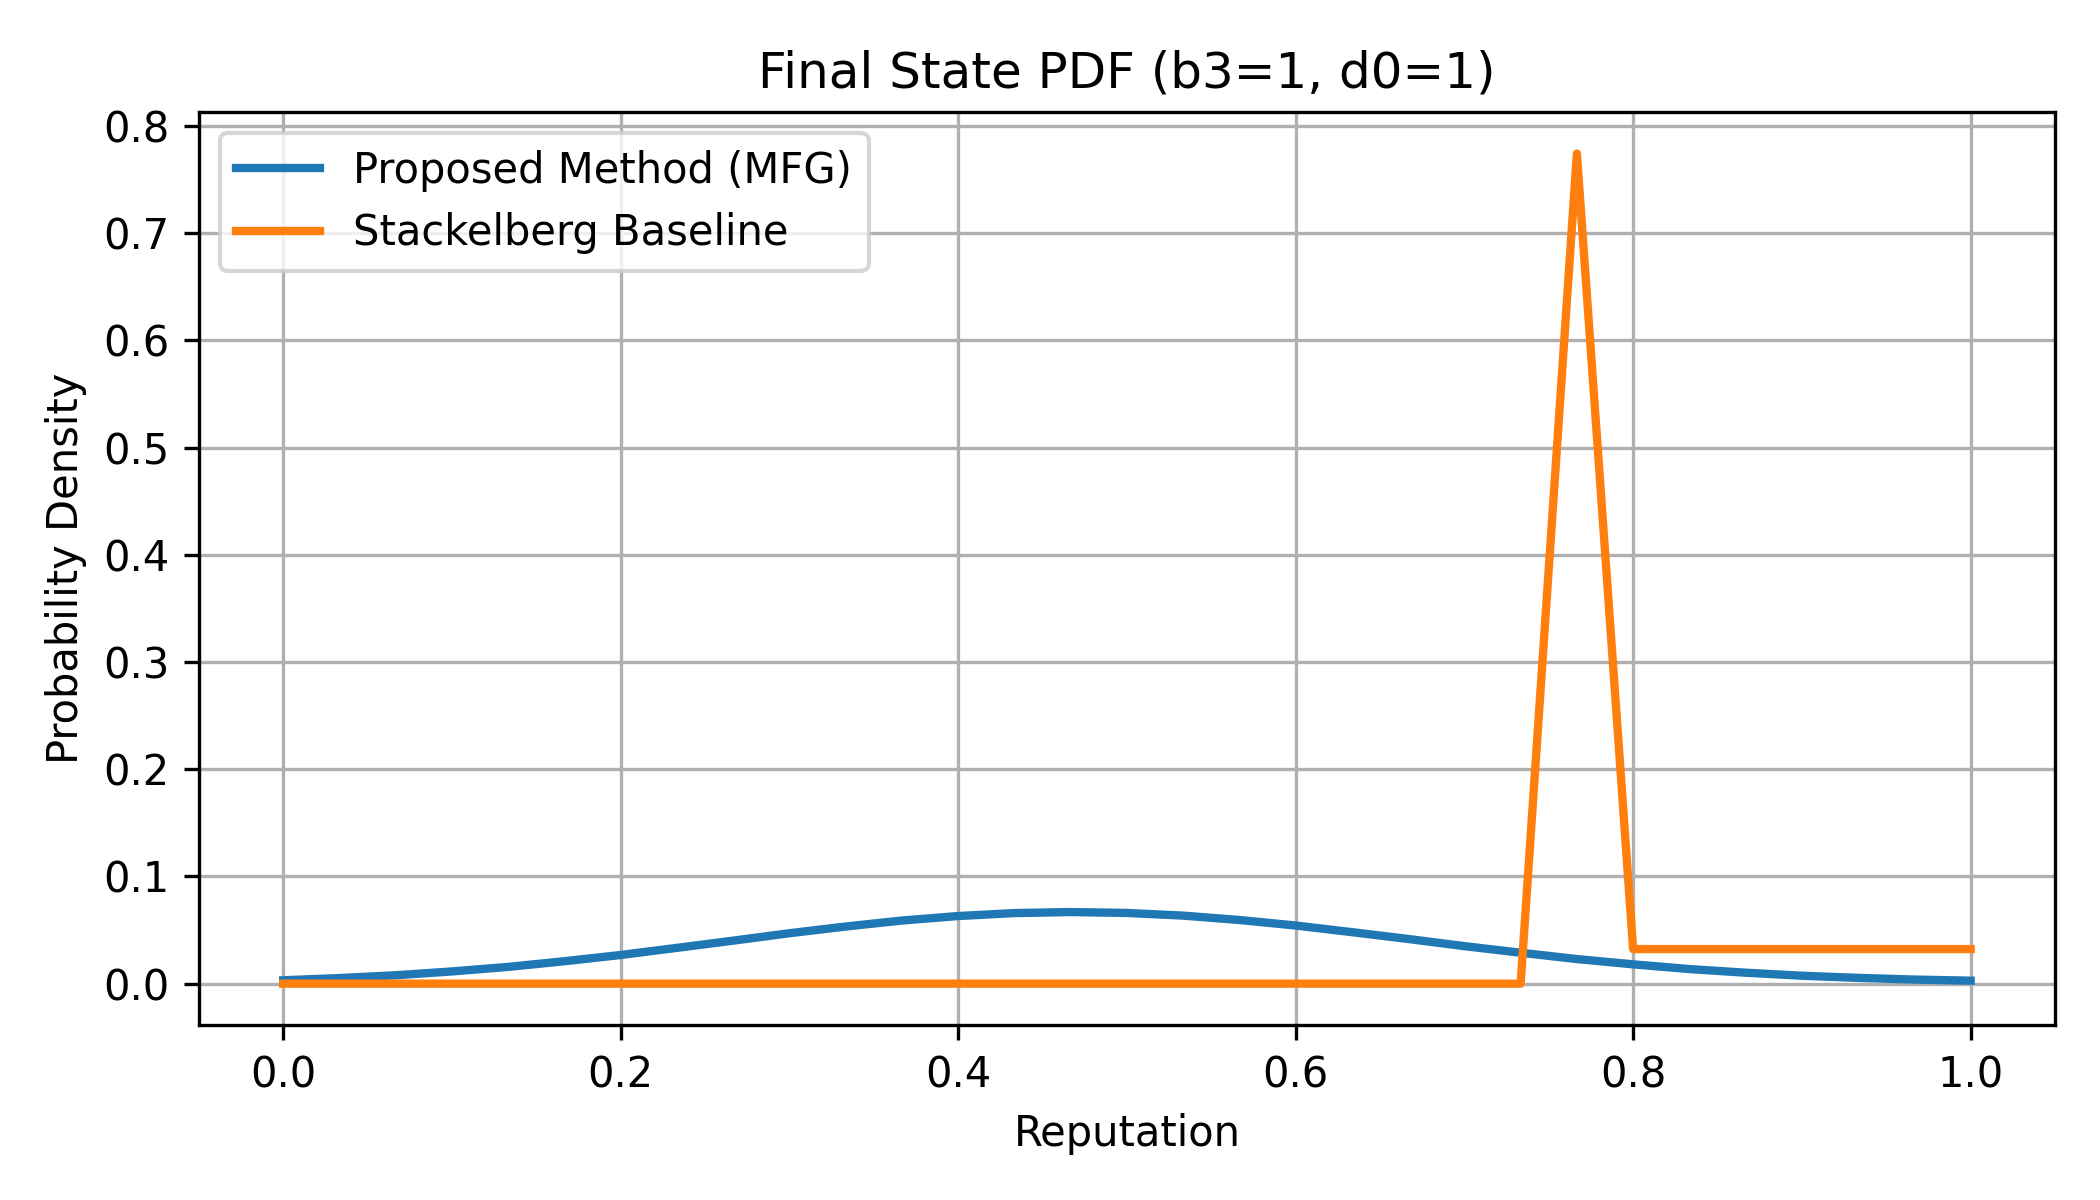 Final State PDF (b3=1, d0=1)
Proposed Method (MFG)
Stackelberg Baseline
Probability Density
0.8
0.7
0.6
0.5
0.4
0.3
0.2
0.1
0.0
0.0 0.2 0.4 0.6 0.8 1.0
Reputation